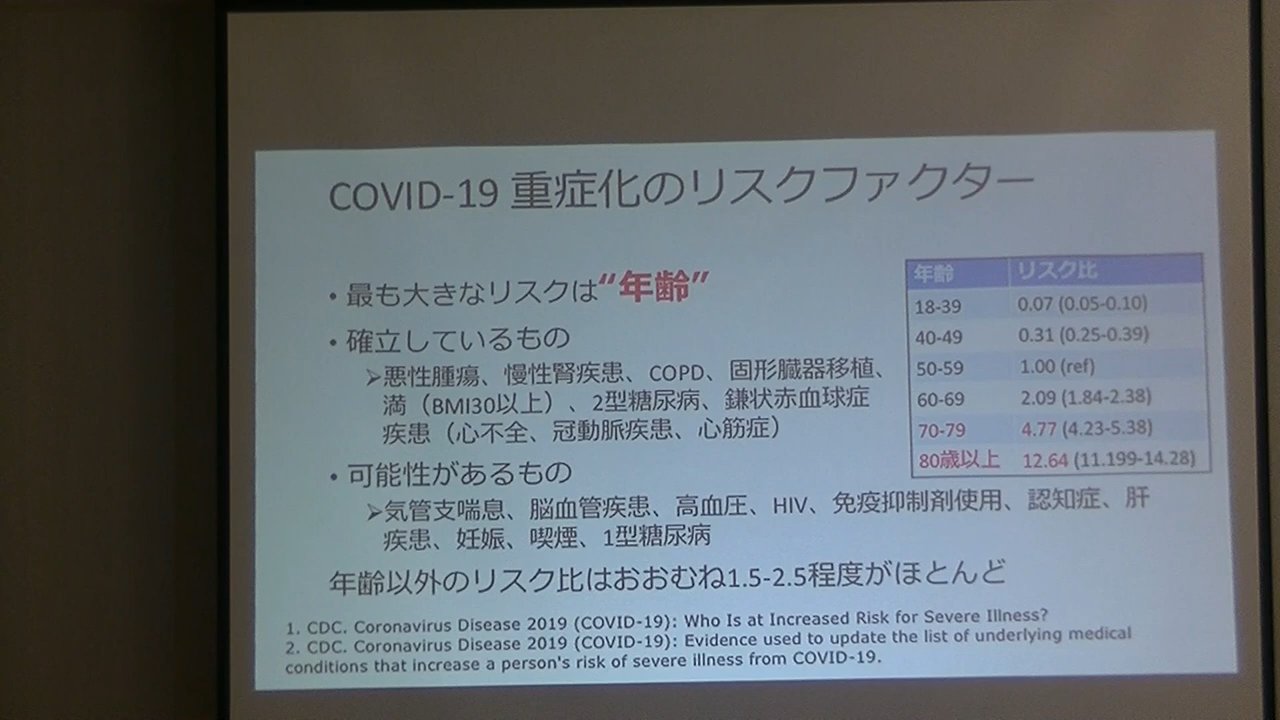 COVID-19 重症化のリスクファクター
• 最も大きなリスクは“年齢”
• 確立しているもの
➢悪性腫瘍、慢性腎疾患、COPD、固形臓器移植、
満（BMI30以上）、2型糖尿病、鎌状赤血球症
疾患（心不全、冠動脈疾患、心筋症）
年齢 リスク比
18-39 0.07 (0.05-0.10)
40-49 0.31 (0.25-0.39)
50-59 1.00 (ref)
60-69 2.09 (1.84-2.38)
70-79 4.77 (4.23-5.38)
80歳以上 12.64 (11.199-14.28)
• 可能性があるもの
➢気管支喘息、脳血管疾患、高血圧、HIV、免疫抑制剤使用、認知症、肝
疾患、妊娠、喫煙、1型糖尿病
年齢以外のリスク比はおおむね1.5-2.5程度がほとんど
1. CDC. Coronavirus Disease 2019 (COVID-19): Who Is at Increased Risk for Severe Illness?
2. CDC. Coronavirus Disease 2019 (COVID-19): Evidence used to update the list of underlying medical
conditions that increase a person's risk of severe illness from COVID-19.